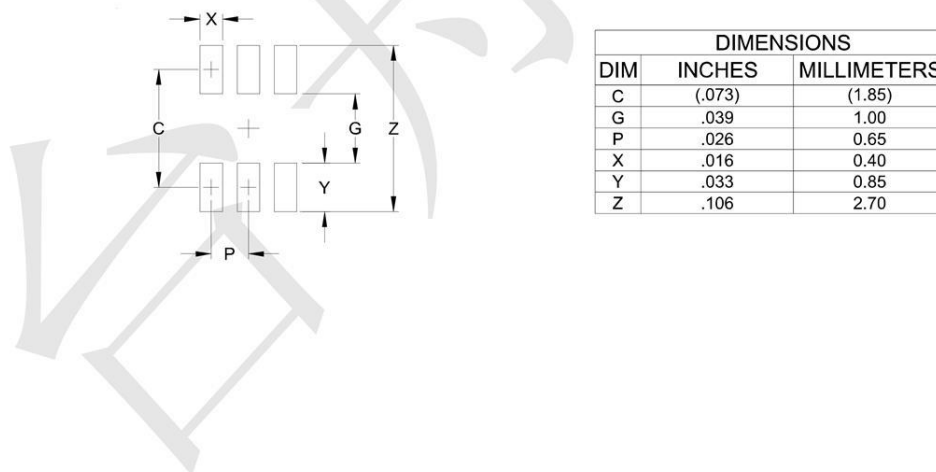 X
C
G
Z
Y
P
DIMENSIONS
DIM INCHES MILLIMETERS
C (.073) (1.85)
G .039 1.00
P .026 0.65
X .016 0.40
Y .033 0.85
Z .106 2.70